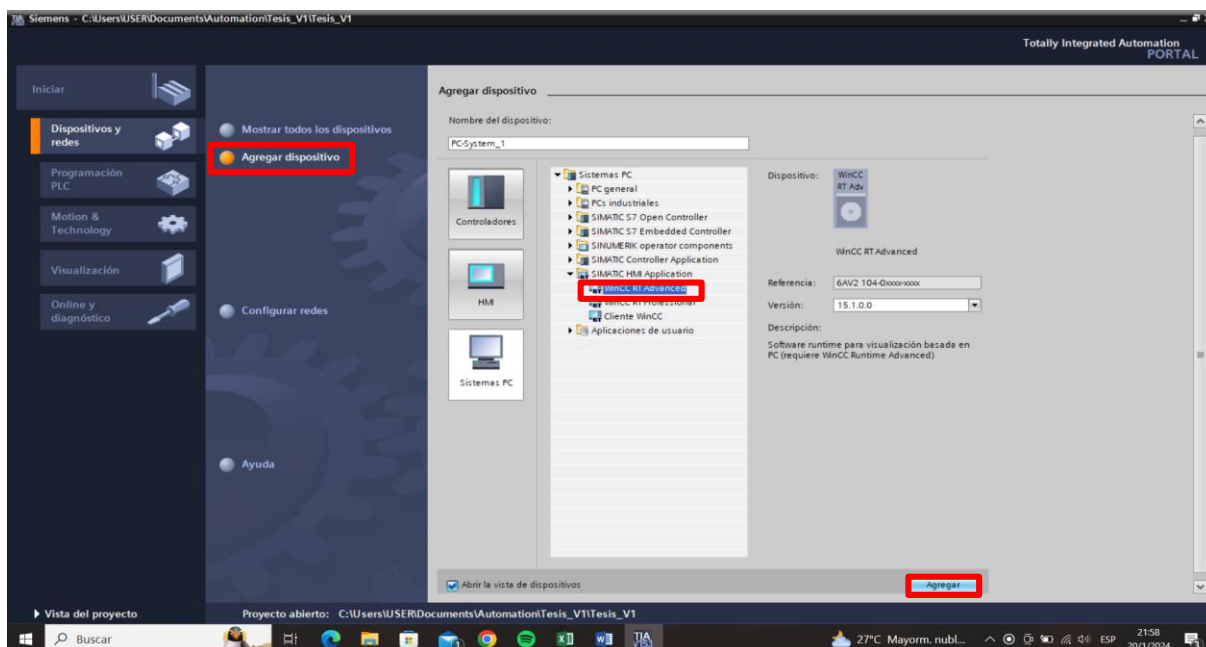 Siemens - C:\Users\USER\Documents\Automation\Tesis_V1\Tesis_V1
Totally Integrated Automation
PORTAL
Iniciar
Dispositivos y
redes
Programación
PLC
Motion &
Technology
Visualización
Online y
diagnóstico
Mostrar todos los dispositivos
Agregar dispositivo
Configurar redes
Ayuda
Agregar dispositivo
Nombre del dispositivo:
PC-System_1
Controladores
HMI
Sistemas PC
Sistemas PC
PC general
PCs industriales
SIMATIC S7 Open Controller
SIMATIC S7 Embedded Controller
SINUMERIK operator components
SIMATIC Controller Application
SIMATIC HMI Application
WinCC RT Advanced
WinCC RT Professional
Cliente WinCC
Aplicaciones de usuario
Dispositivo:
WinCC
RT Adv
WinCC RT Advanced
Referencia: 6AV2 104-0xxxx-xxxx
Versión: 15.1.0.0
Descripción:
Software runtime para visualización basada en
PC (requiere WinCC Runtime Advanced)
Abrir la vista de dispositivos
Agregar
Vista del proyecto
Proyecto abierto: C:\Users\USER\Documents\Automation\Tesis_V1\Tesis_V1
Buscar
27°C Mayorm. nubl...
ESP
21:58
20/1/2024